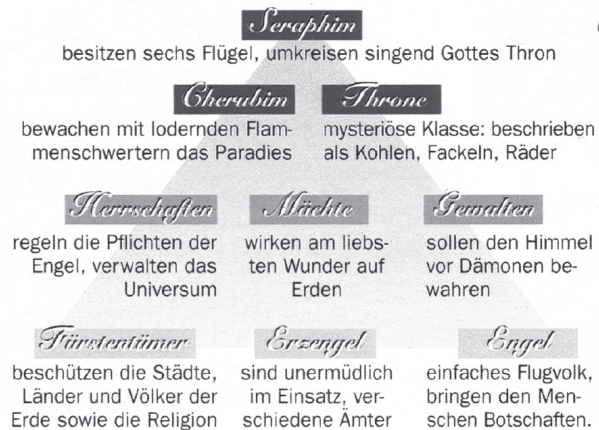 Seraphim
besitzen sechs Flügel, umkreisen singend Gottes Thron
Cherubim
bewachen mit lodernden Flam-
menschwertern das Paradies
Throne
mysteriöse Klasse: beschrieben
als Kohlen, Fackeln, Räder
Herrschaften
regeln die Pflichten der
Engel, verwalten das
Universum
Mächte
wirken am liebs-
ten Wunder auf
Erden
Gewalten
sollen den Himmel
vor Dämonen be-
wahren
Fürstentümer
beschützen die Städte,
Länder und Völker der
Erde sowie die Religion
Erzengel
sind unermüdlich
im Einsatz, ver-
schiedene Ämter
Engel
einfaches Flugvolk,
bringen den Men-
schen Botschaften.